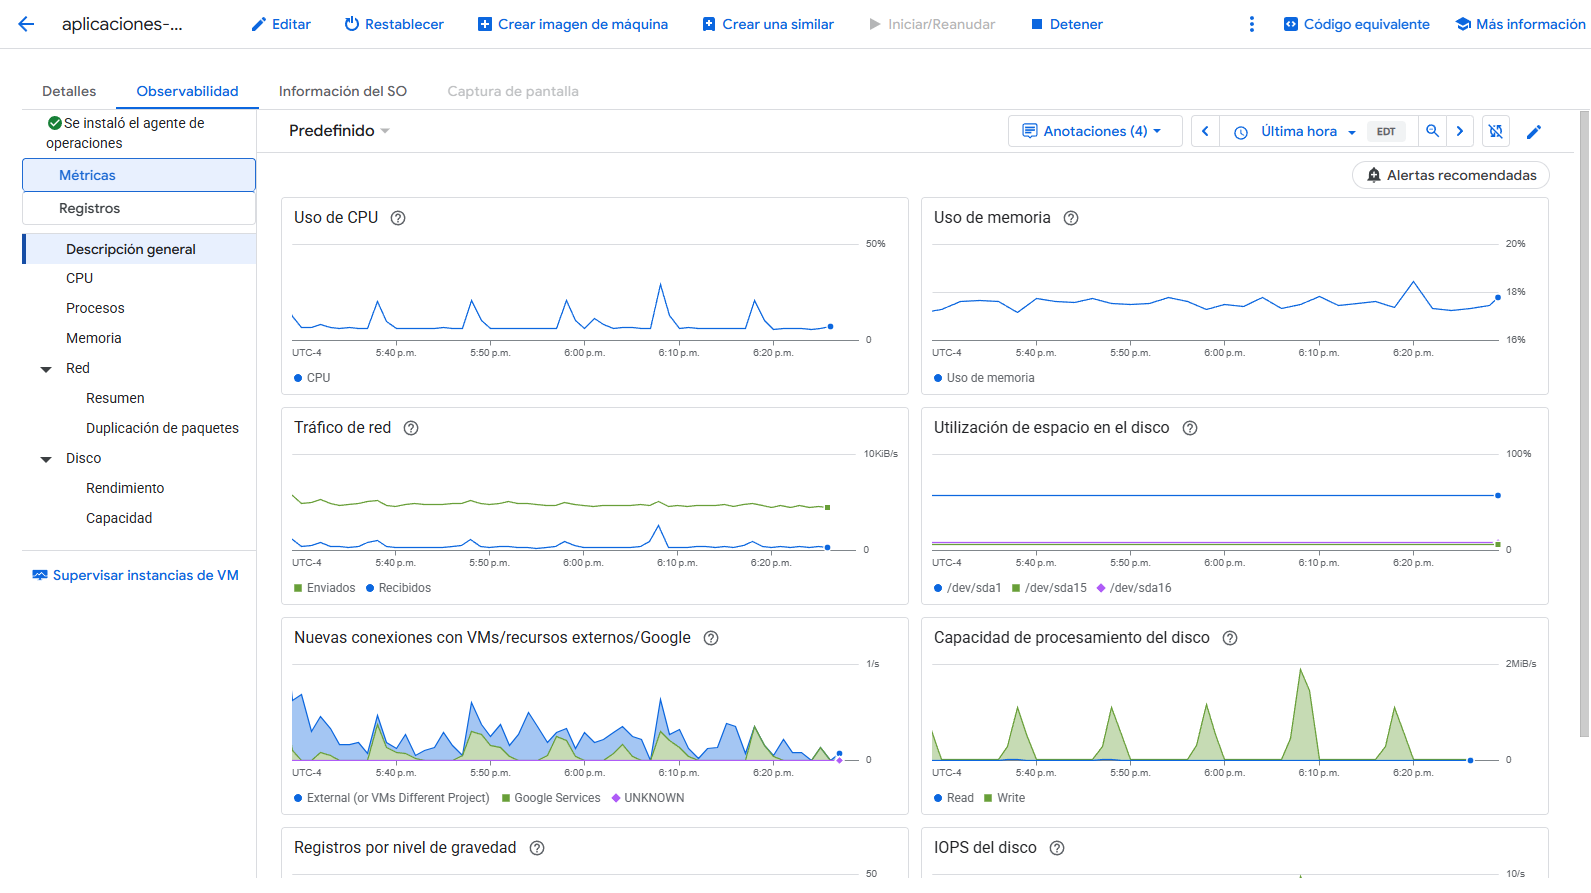 aplicaciones-...
Editar
Restablecer
Crear imagen de máquina
Crear una similar
Iniciar/Reanudar
Detener
Código equivalente
Más información
Detalles
Observabilidad
Información del SO
Captura de pantalla
Se instaló el agente de
operaciones
Métricas
Registros
Descripción general
CPU
Procesos
Memoria
Red
Resumen
Duplicación de paquetes
Disco
Rendimiento
Capacidad
Supervisar instancias de VM
Predefinido
Anotaciones (4)
Última hora
EDT
Alertas recomendadas
Uso de CPU
50%
0
UTC-4 5:40 p.m. 5:50 p.m. 6:00 p.m. 6:10 p.m. 6:20 p.m.
CPU
Uso de memoria
20%
18%
16%
UTC-4 5:40 p.m. 5:50 p.m. 6:00 p.m. 6:10 p.m. 6:20 p.m.
Uso de memoria
Tráfico de red
10KiB/s
0
UTC-4 5:40 p.m. 5:50 p.m. 6:00 p.m. 6:10 p.m. 6:20 p.m.
Enviados Recibidos
Utilización de espacio en el disco
100%
0
UTC-4 5:40 p.m. 5:50 p.m. 6:00 p.m. 6:10 p.m. 6:20 p.m.
/dev/sda1 /dev/sda15 /dev/sda16
Nuevas conexiones con VMs/recursos externos/Google
1/s
0
UTC-4 5:40 p.m. 5:50 p.m. 6:00 p.m. 6:10 p.m. 6:20 p.m.
External (or VMs Different Project) Google Services UNKNOWN
Capacidad de procesamiento del disco
2MiB/s
0
UTC-4 5:40 p.m. 5:50 p.m. 6:00 p.m. 6:10 p.m. 6:20 p.m.
Read Write
Registros por nivel de gravedad
50
IOPS del disco
10/s